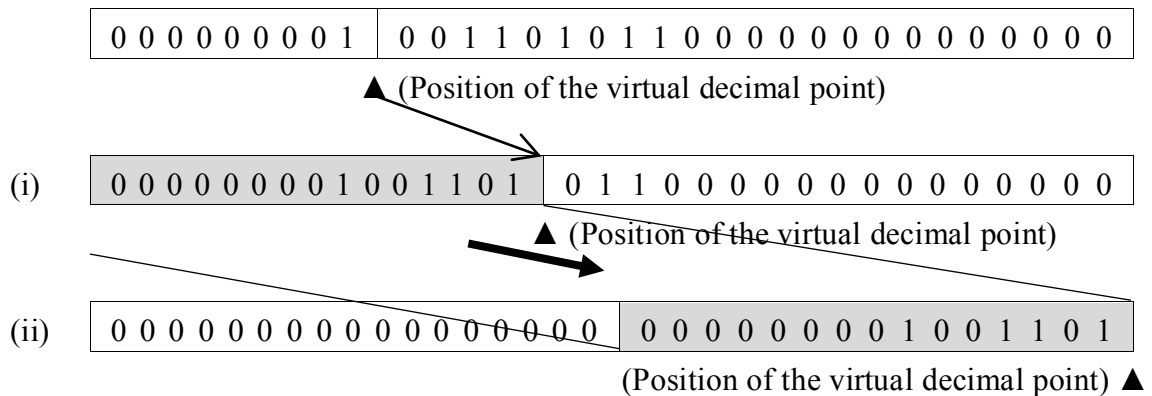 0 0 0 0 0 0 0 0 1 0 0 1 1 0 1 0 1 1 0 0 0 0 0 0 0 0 0 0 0 0 0 0
▲ (Position of the virtual decimal point)
(i) 0 0 0 0 0 0 0 0 1 0 0 1 1 0 1 0 1 1 0 0 0 0 0 0 0 0 0 0 0 0 0 0
▲ (Position of the virtual decimal point)
(ii) 0 0 0 0 0 0 0 0 0 0 0 0 0 0 0 0 0 0 0 0 0 0 0 0 0 1 0 0 1 1 0 1
(Position of the virtual decimal point) ▲